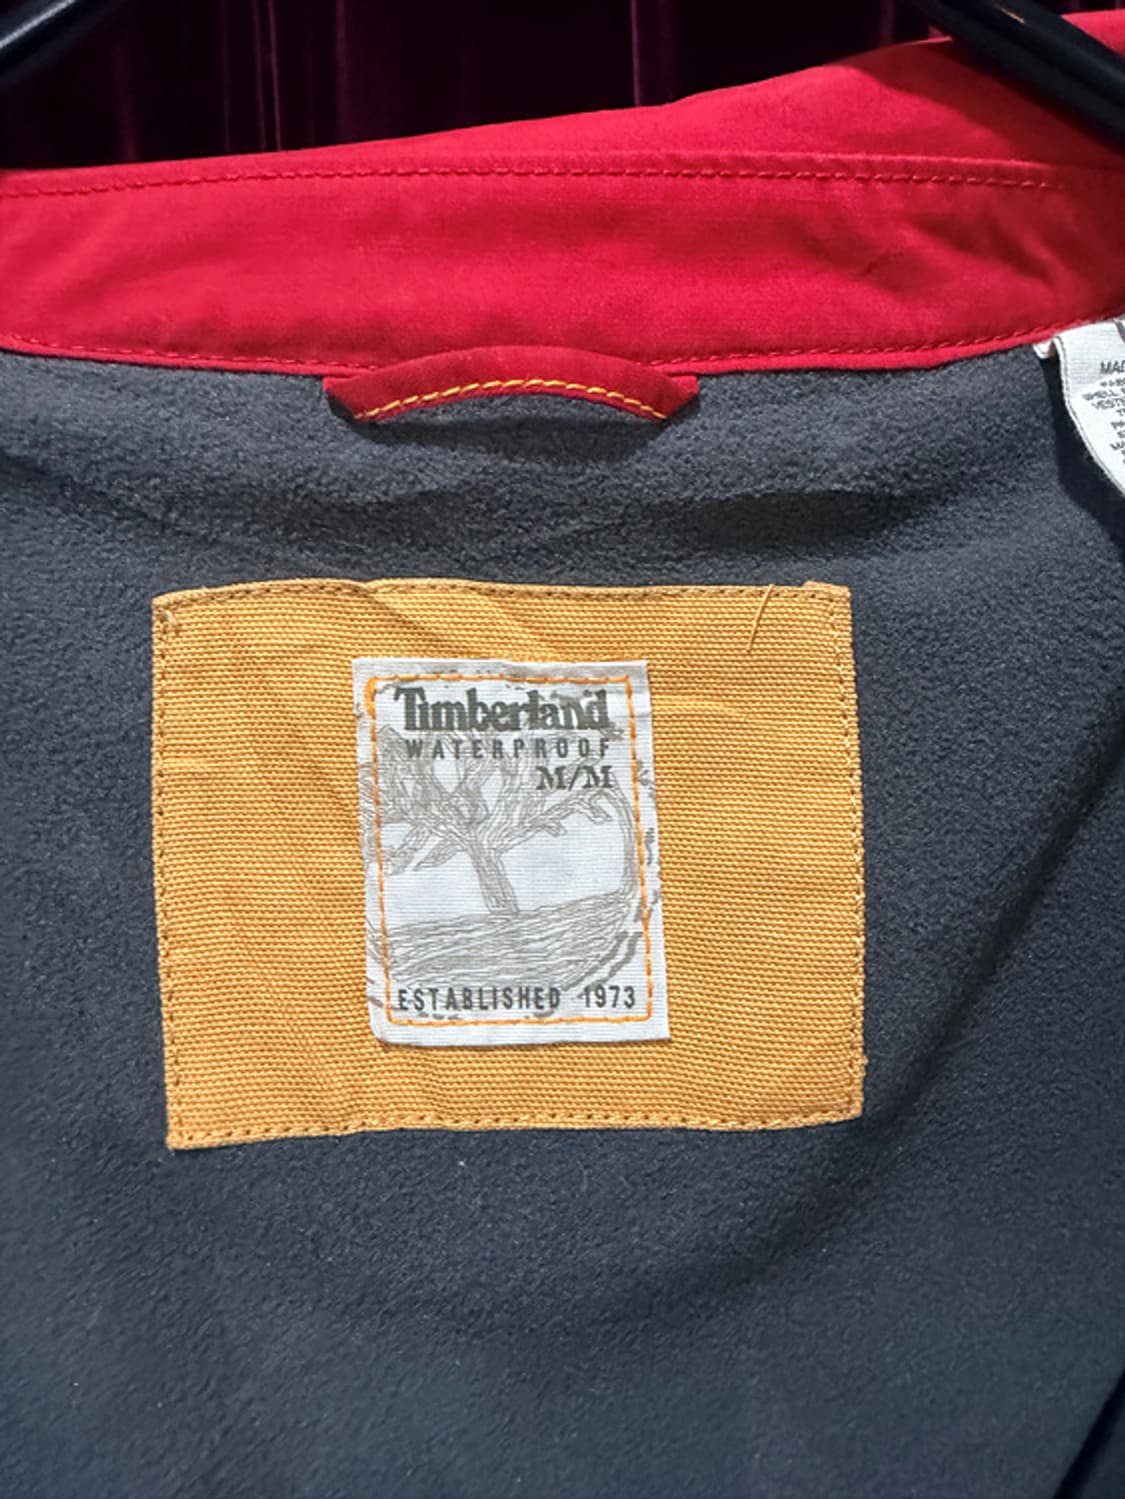 Timberland
WATERPROOF
M/M
ESTABLISHED 1973